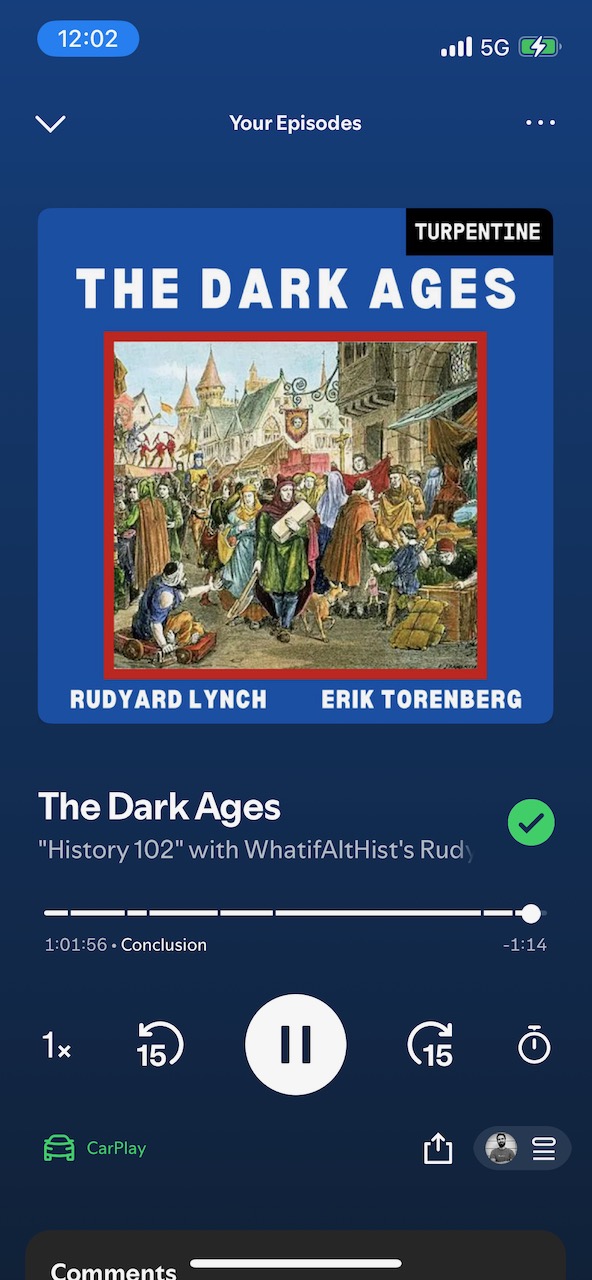 12:02
5G
Your Episodes
TURPENTINE
THE DARK AGES
RUDYARD LYNCH
ERIK TORENBERG
The Dark Ages
"History 102" with WhatifAltHist's Rudy
1:01:56 • Conclusion
-1:14
1x
15
15
CarPlay
Comments